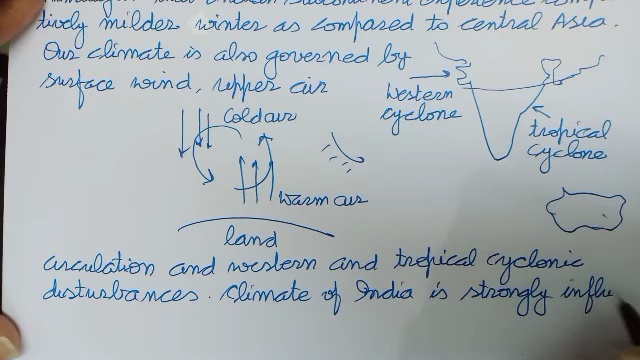 tively milder winter as compared to central Asia.
Our climate is also governed by
surface wind, upper air
Western
cyclone
tropical
cyclone
Cold air
Warm air
land
circulation and western and tropical cyclonic
disturbances. Climate of India is strongly influ